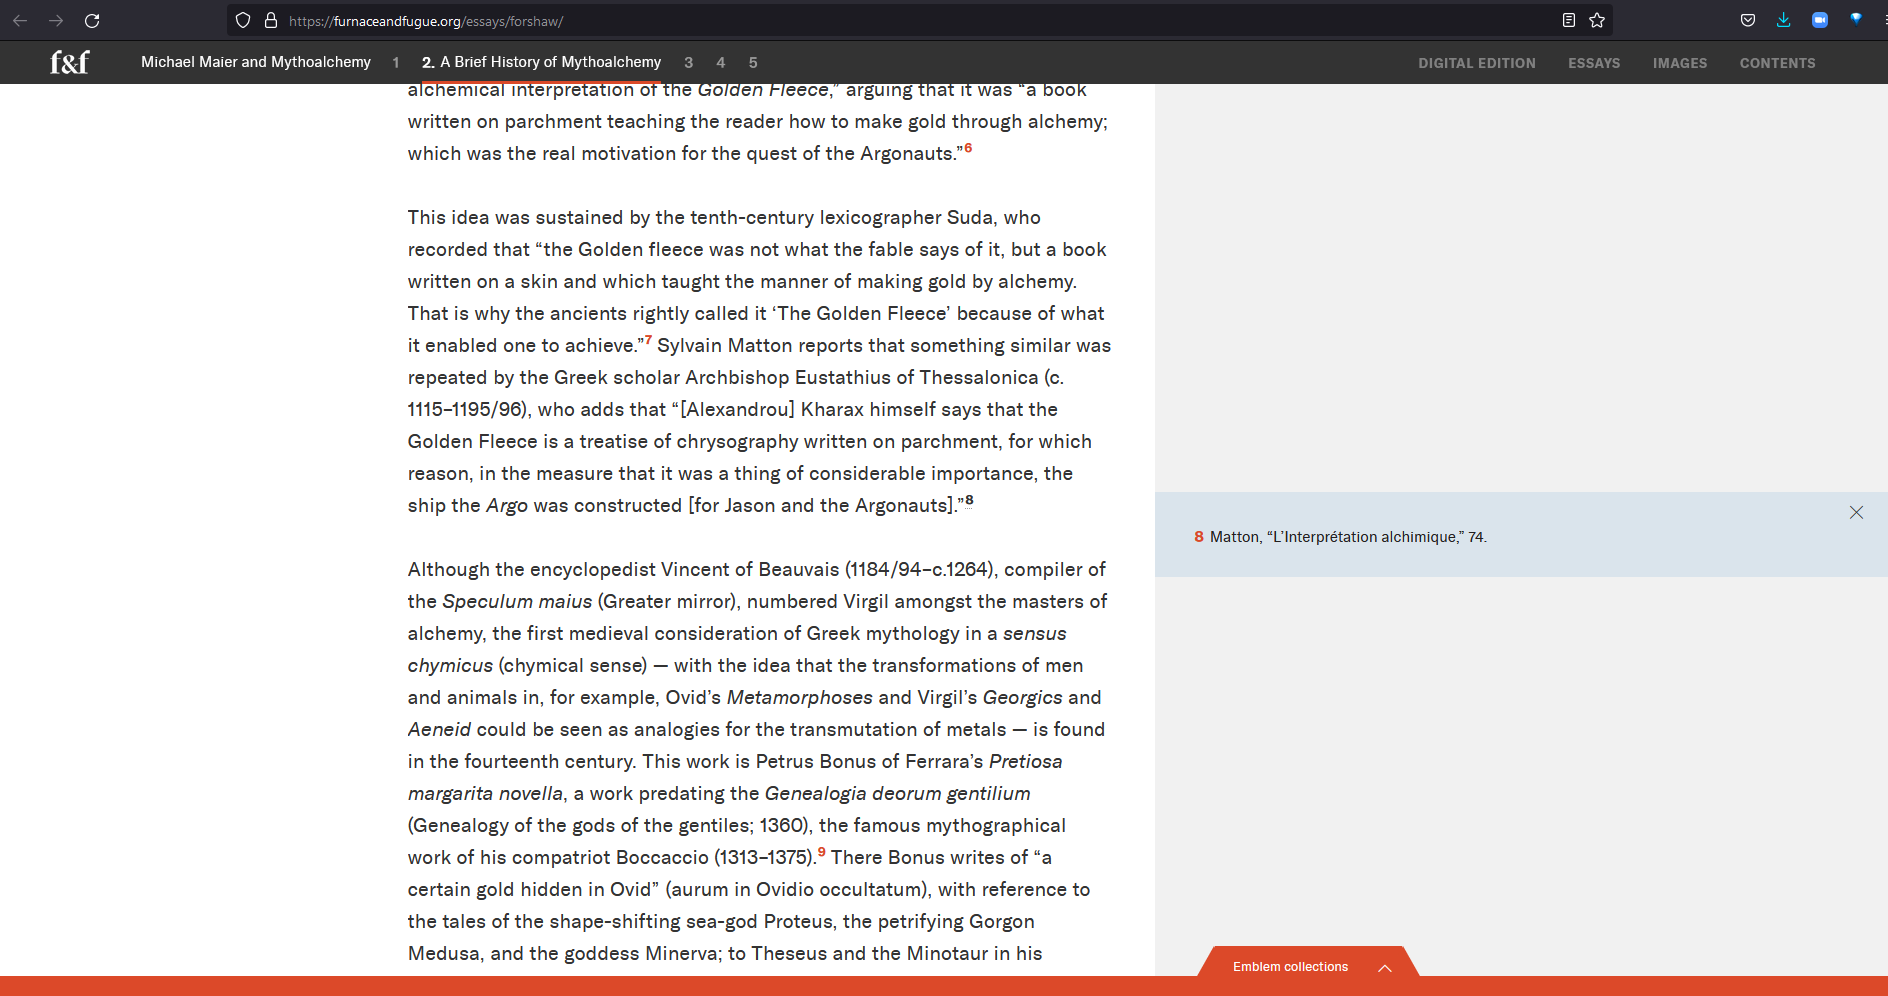 https://furnaceandfugue.org/essays/forshaw/
f&f
Michael Maier and Mythoalchemy 1 2. A Brief History of Mythoalchemy 3 4 5
DIGITAL EDITION ESSAYS IMAGES CONTENTS
alchemical interpretation of the Golden Fleece,” arguing that it was “a book
written on parchment teaching the reader how to make gold through alchemy;
which was the real motivation for the quest of the Argonauts.”6
This idea was sustained by the tenth-century lexicographer Suda, who
recorded that “the Golden fleece was not what the fable says of it, but a book
written on a skin and which taught the manner of making gold by alchemy.
That is why the ancients rightly called it ‘The Golden Fleece’ because of what
it enabled one to achieve.”7 Sylvain Matton reports that something similar was
repeated by the Greek scholar Archbishop Eustathius of Thessalonica (c.
1115–1195/96), who adds that “[Alexandrou] Kharax himself says that the
Golden Fleece is a treatise of chrysography written on parchment, for which
reason, in the measure that it was a thing of considerable importance, the
ship the Argo was constructed [for Jason and the Argonauts].”8
8 Matton, “L’Interprétation alchimique,” 74.
Although the encyclopedist Vincent of Beauvais (1184/94–c.1264), compiler of
the Speculum maius (Greater mirror), numbered Virgil amongst the masters of
alchemy, the first medieval consideration of Greek mythology in a sensus
chymicus (chymical sense) — with the idea that the transformations of men
and animals in, for example, Ovid’s Metamorphoses and Virgil’s Georgics and
Aeneid could be seen as analogies for the transmutation of metals — is found
in the fourteenth century. This work is Petrus Bonus of Ferrara’s Pretiosa
margarita novella, a work predating the Genealogia deorum gentilium
(Genealogy of the gods of the gentiles; 1360), the famous mythographical
work of his compatriot Boccaccio (1313–1375).9 There Bonus writes of “a
certain gold hidden in Ovid” (aurum in Ovidio occultatum), with reference to
the tales of the shape-shifting sea-god Proteus, the petrifying Gorgon
Medusa, and the goddess Minerva; to Theseus and the Minotaur in his
Emblem collections